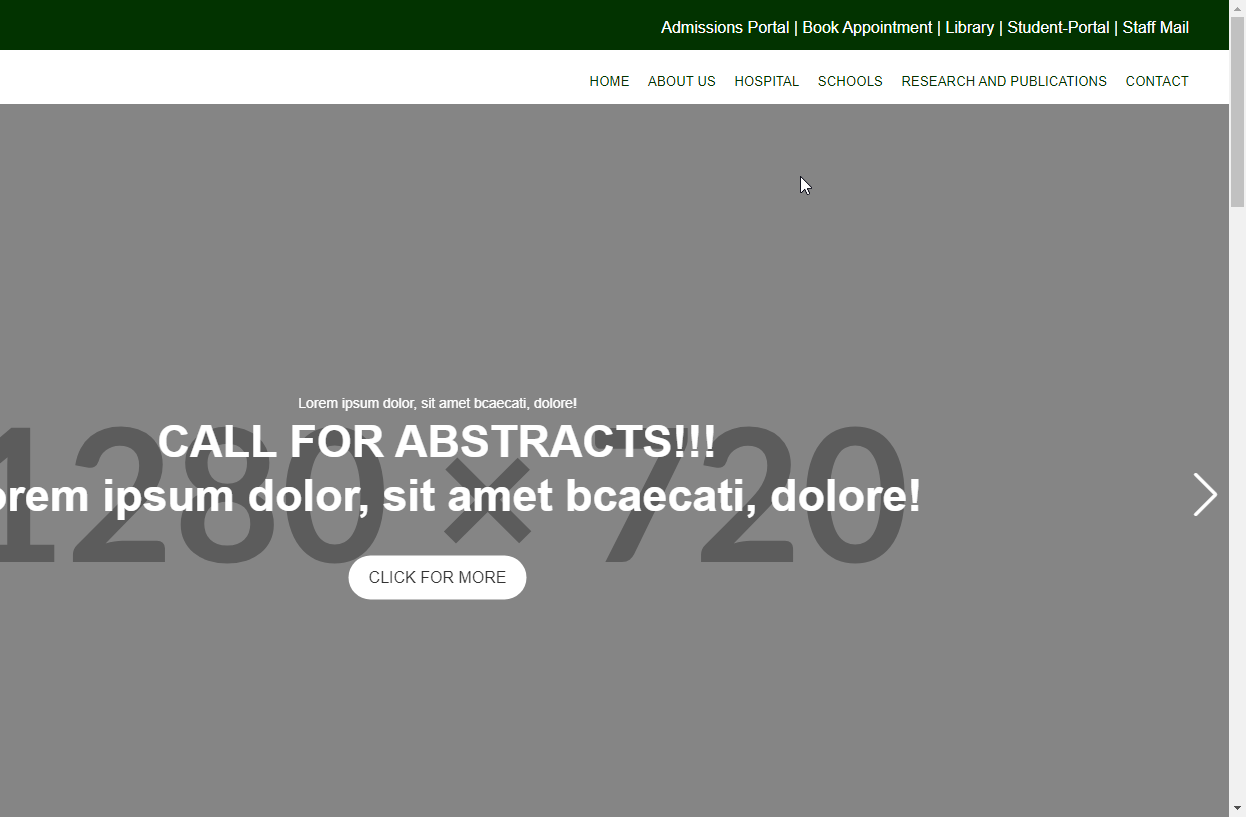 Admissions Portal | Book Appointment | Library | Student-Portal | Staff Mail
HOME ABOUT US HOSPITAL SCHOOLS RESEARCH AND PUBLICATIONS CONTACT
Lorem ipsum dolor, sit amet bcaecati, dolore!
CALL FOR ABSTRACTS!!!
orem ipsum dolor, sit amet bcaecati, dolore!
1280 × 720
CLICK FOR MORE